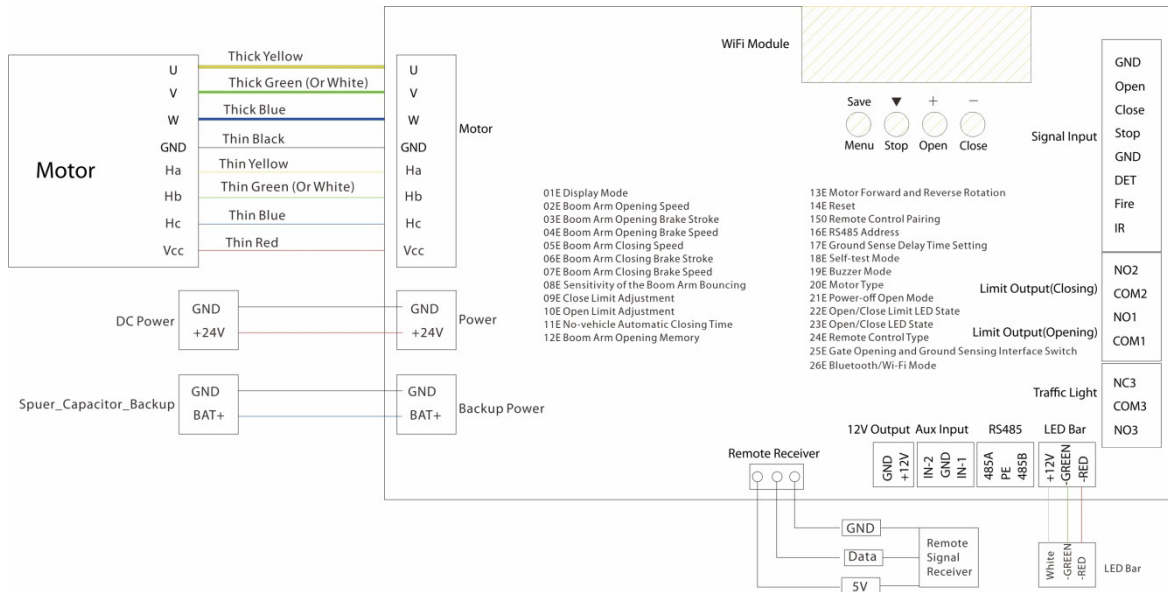 WiFi Module
Save ▼ + −
Menu Stop Open Close
Motor
U
V
W
GND
Ha
Hb
Hc
Vcc
Thick Yellow
Thick Green (Or White)
Thick Blue
Thin Black
Thin Yellow
Thin Green (Or White)
Thin Blue
Thin Red
U
V
W
GND
Ha
Hb
Hc
Vcc
Motor
DC Power
GND
+24V
GND
+24V
Power
Spuer_Capacitor_Backup
GND
BAT+
GND
BAT+
Backup Power
01E Display Mode
02E Boom Arm Opening Speed
03E Boom Arm Opening Brake Stroke
04E Boom Arm Opening Brake Speed
05E Boom Arm Closing Speed
06E Boom Arm Closing Brake Stroke
07E Boom Arm Closing Brake Speed
08E Sensitivity of the Boom Arm Bouncing
09E Close Limit Adjustment
10E Open Limit Adjustment
11E No-vehicle Automatic Closing Time
12E Boom Arm Opening Memory
13E Motor Forward and Reverse Rotation
14E Reset
150 Remote Control Pairing
16E RS485 Address
17E Ground Sense Delay Time Setting
18E Self-test Mode
19E Buzzer Mode
20E Motor Type
21E Power-off Open Mode
22E Open/Close Limit LED State
23E Open/Close LED State
24E Remote Control Type
25E Gate Opening and Ground Sensing Interface Switch
26E Bluetooth/Wi-Fi Mode
Signal Input
GND
Open
Close
Stop
GND
DET
Fire
IR
Limit Output(Closing)
NO2
COM2
Limit Output(Opening)
NO1
COM1
Traffic Light
NC3
COM3
NO3
12V Output Aux Input RS485 LED Bar
GND
+12V
IN-2
GND
IN-1
485A
PE
485B
+12V
-GREEN
-RED
Remote Receiver
GND
Data
5V
Remote
Signal
Receiver
White
-GREEN
-RED
LED Bar